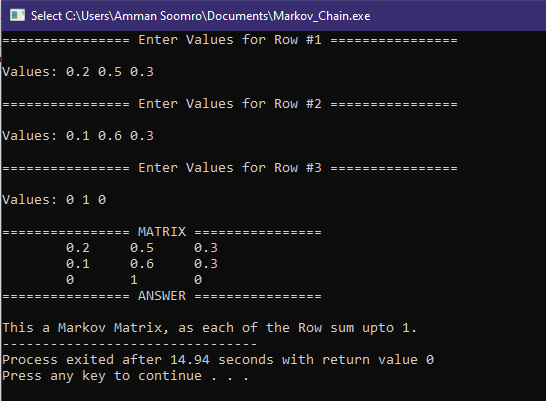 Select C:\Users\Amman Soomro\Documents\Markov_Chain.exe
================ Enter Values for Row #1 ================
Values: 0.2 0.5 0.3
================ Enter Values for Row #2 ================
Values: 0.1 0.6 0.3
================ Enter Values for Row #3 ================
Values: 0 1 0
================ MATRIX ================
0.2 0.5 0.3
0.1 0.6 0.3
0 1 0
================ ANSWER ================
This a Markov Matrix, as each of the Row sum upto 1.
--------------------------------
Process exited after 14.94 seconds with return value 0
Press any key to continue . . .